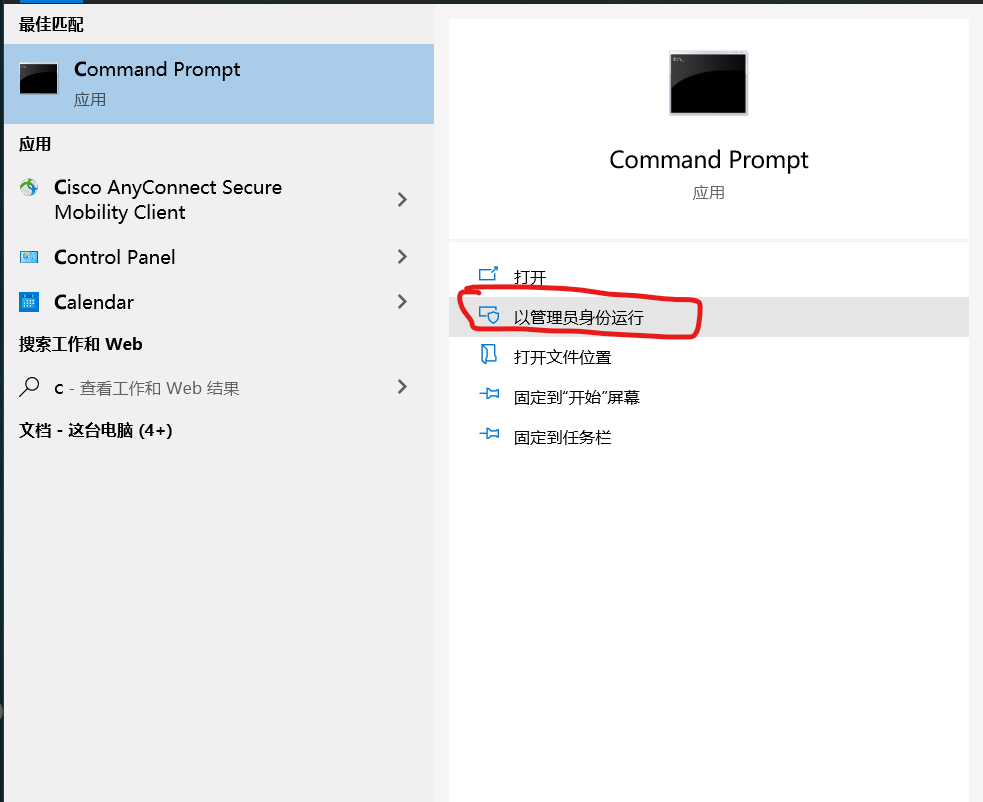 最佳匹配
Command Prompt
应用
应用
Cisco AnyConnect Secure
Mobility Client
Control Panel
Calendar
搜索工作和 Web
c - 查看工作和 Web 结果
文档 - 这台电脑 (4+)
Command Prompt
应用
打开
以管理员身份运行
打开文件位置
固定到“开始”屏幕
固定到任务栏